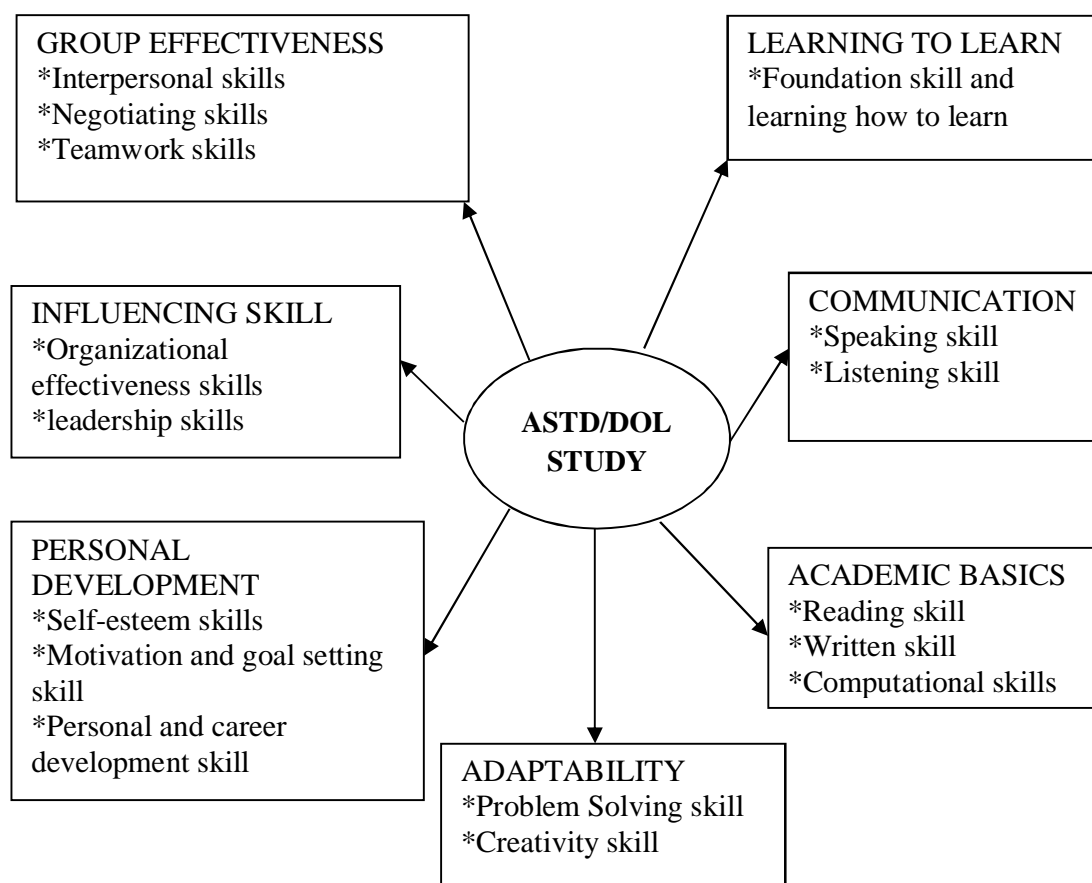 GROUP EFFECTIVENESS
*Interpersonal skills
*Negotiating skills
*Teamwork skills
LEARNING TO LEARN
*Foundation skill and
learning how to learn
INFLUENCING SKILL
*Organizational
effectiveness skills
*leadership skills
COMMUNICATION
*Speaking skill
*Listening skill
ASTD/DOL
STUDY
PERSONAL
DEVELOPMENT
*Self-esteem skills
*Motivation and goal setting
skill
*Personal and career
development skill
ACADEMIC BASICS
*Reading skill
*Written skill
*Computational skills
ADAPTABILITY
*Problem Solving skill
*Creativity skill